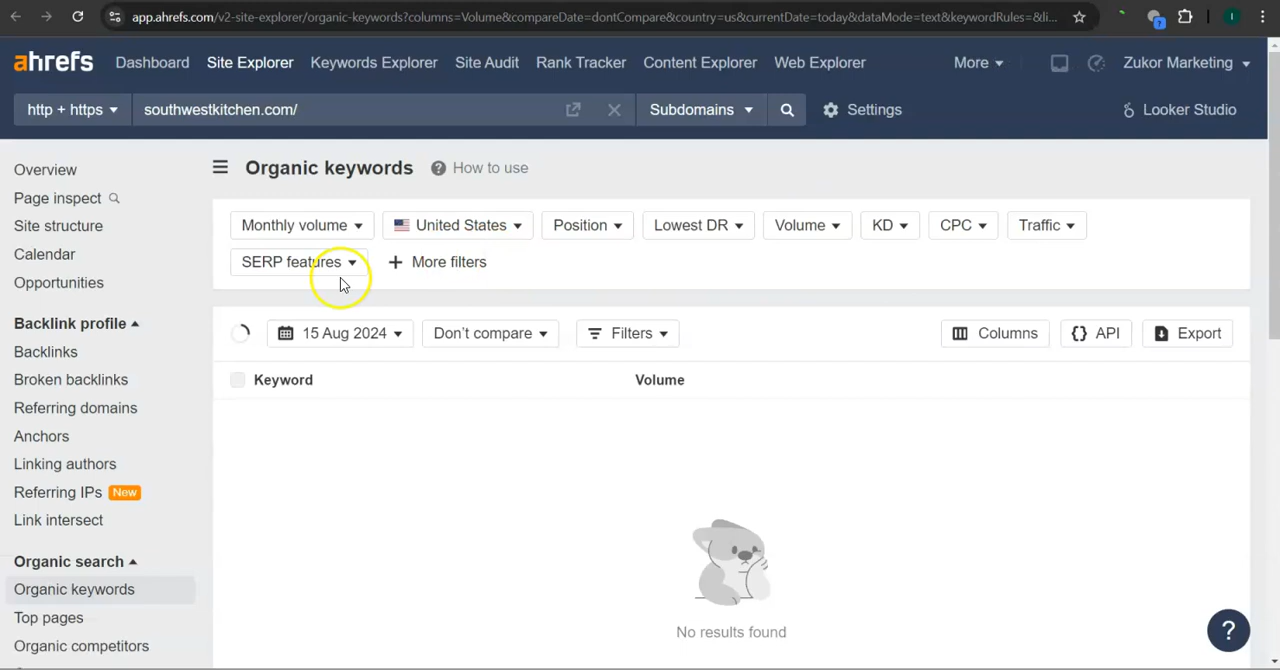 app.ahrefs.com/v2-site-explorer/organic-keywords?columns=Volume&compareDate=dontCompare&country=us&currentDate=today&dataMode=text&keywordRules=&li...
7
I
ahrefs
Dashboard Site Explorer Keywords Explorer Site Audit Rank Tracker Content Explorer Web Explorer More Zukor Marketing
http + https southwestkitchen.com/ Subdomains Settings Looker Studio
Overview
Page inspect
Site structure
Calendar
Opportunities
Backlink profile
Backlinks
Broken backlinks
Referring domains
Anchors
Linking authors
Referring IPs New
Link intersect
Organic search
Organic keywords
Top pages
Organic competitors
Organic keywords ? How to use
Monthly volume United States Position Lowest DR Volume KD CPC Traffic
SERP features + More filters
15 Aug 2024 Don't compare Filters Columns {} API Export
Keyword Volume
No results found
?